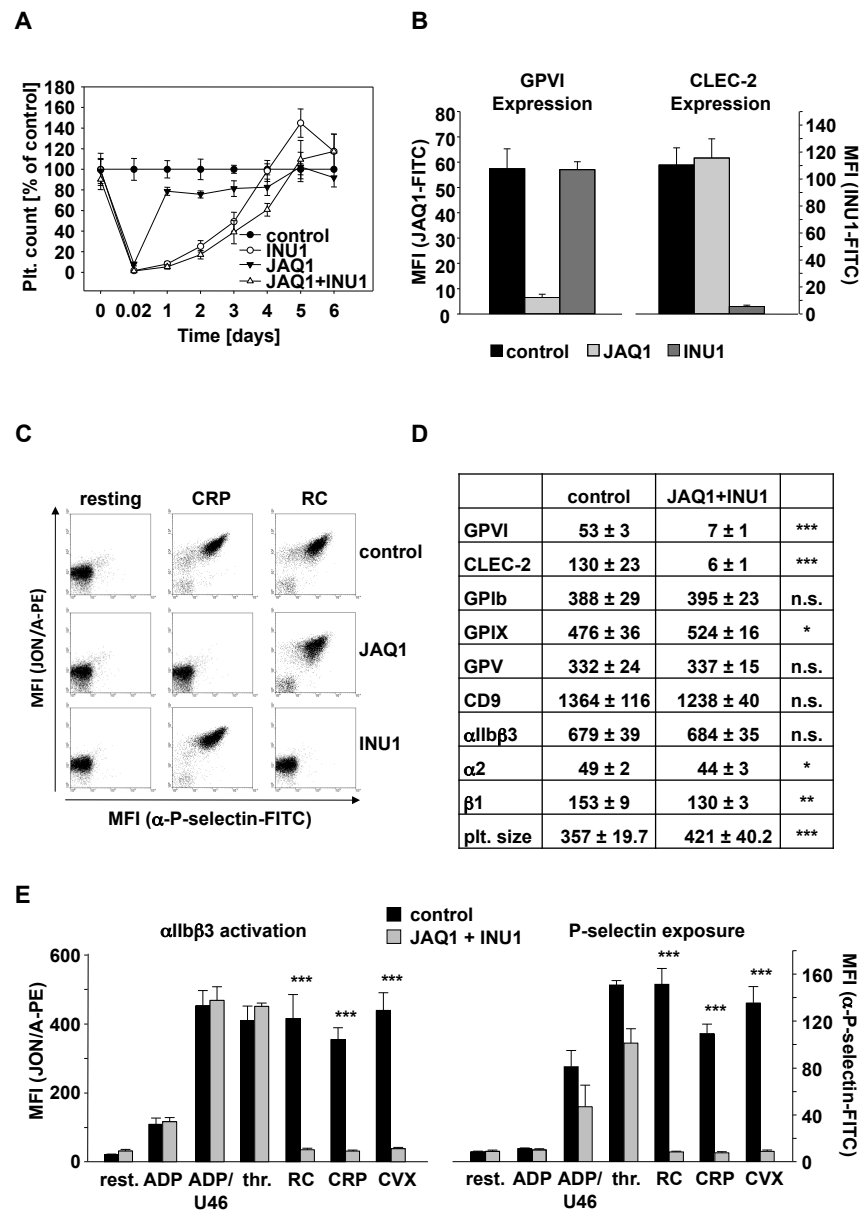 A
180
160
140
120
100
80
60
40
20
0
Plt. count [% of control]
control
INU1
JAQ1
JAQ1+INU1
0 0.02 1 2 3 4 5 6
Time [days]
B
GPVI
Expression
CLEC-2
Expression
80
70
60
50
40
30
20
10
0
MFI (JAQ1-FITC)
140
120
100
80
60
40
20
0
MFI (INU1-FITC)
control JAQ1 INU1
C
resting CRP RC
control
JAQ1
INU1
MFI (JON/A-PE)
MFI (α-P-selectin-FITC)
D
control JAQ1+INU1
GPVI 53 ± 3 7 ± 1 ***
CLEC-2 130 ± 23 6 ± 1 ***
GPIb 388 ± 29 395 ± 23 n.s.
GPIX 476 ± 36 524 ± 16 *
GPV 332 ± 24 337 ± 15 n.s.
CD9 1364 ± 116 1238 ± 40 n.s.
αIIbβ3 679 ± 39 684 ± 35 n.s.
α2 49 ± 2 44 ± 3 *
β1 153 ± 9 130 ± 3 **
plt. size 357 ± 19.7 421 ± 40.2 ***
E
control
JAQ1 + INU1
αIIbβ3 activation
600
400
200
0
MFI (JON/A-PE)
*** *** ***
rest. ADP ADP/ thr. RC CRP CVX
U46
P-selectin exposure
*** *** ***
160
120
80
40
0
MFI (α-P-selectin-FITC)
rest. ADP ADP/ thr. RC CRP CVX
U46